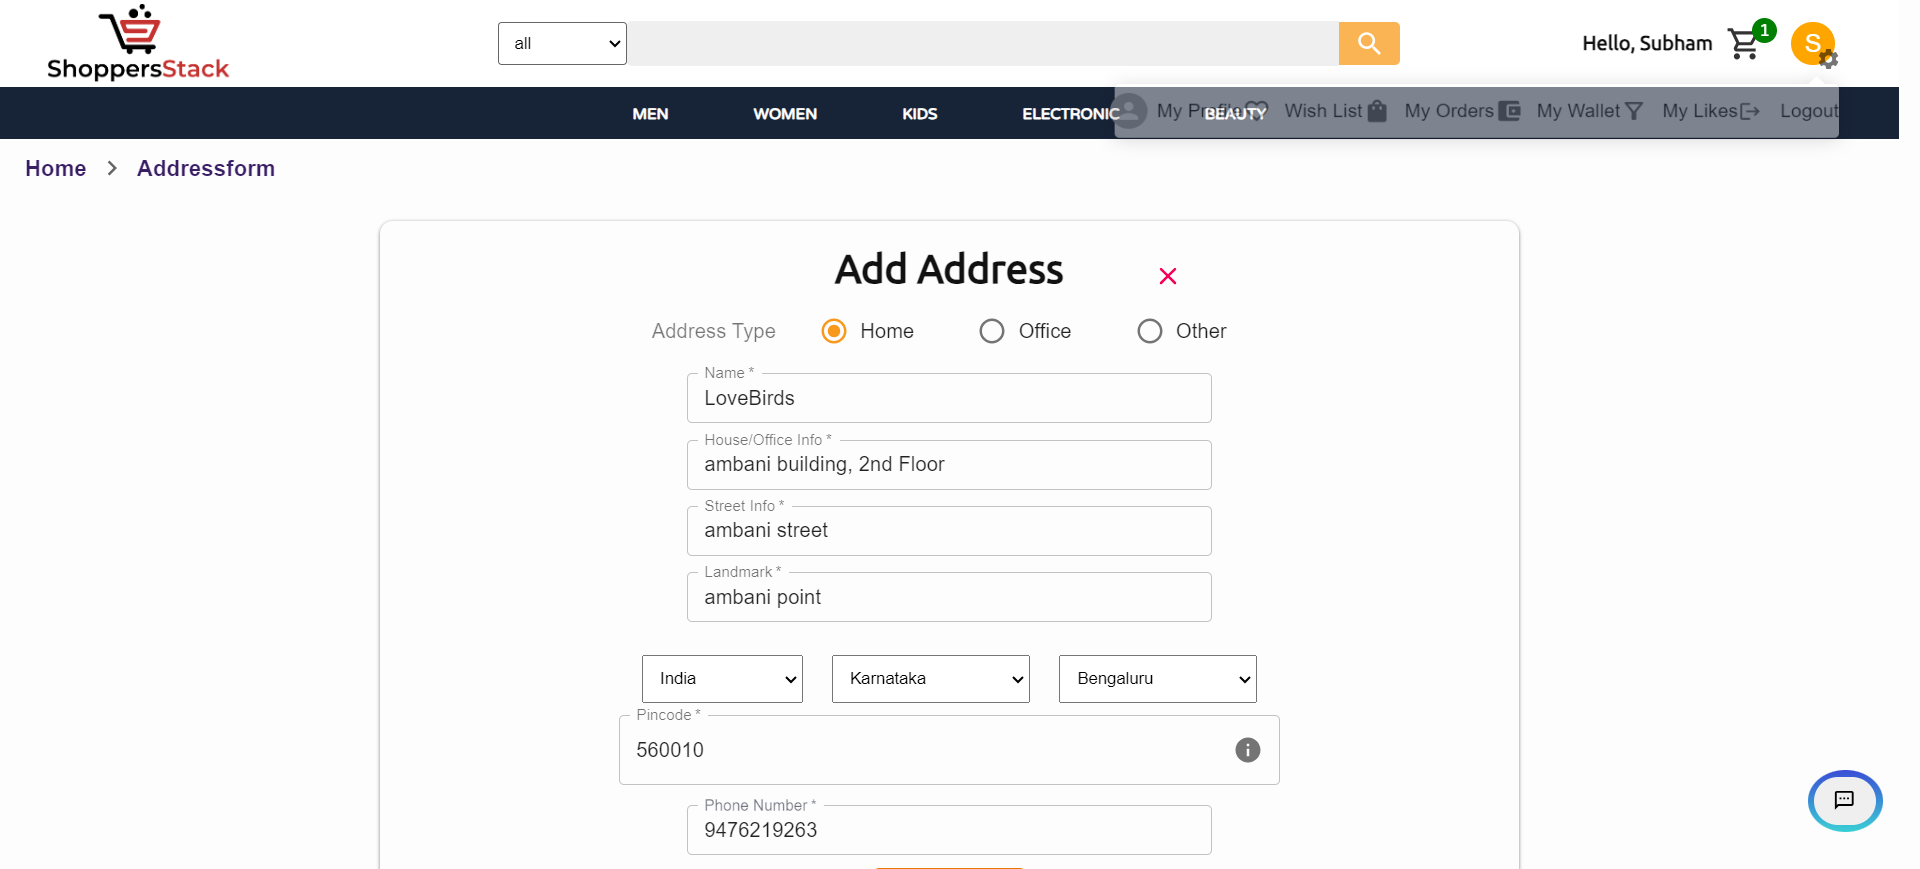 ShoppersStack
all
Hello, Subham
1
S
MEN WOMEN KIDS ELECTRONIC BEAUTY
My Profile Wish List My Orders My Wallet My Likes Logout
Home > Addressform
Add Address
Address Type Home Office Other
Name *
LoveBirds
House/Office Info *
ambani building, 2nd Floor
Street Info *
ambani street
Landmark *
ambani point
India Karnataka Bengaluru
Pincode *
560010
Phone Number *
9476219263